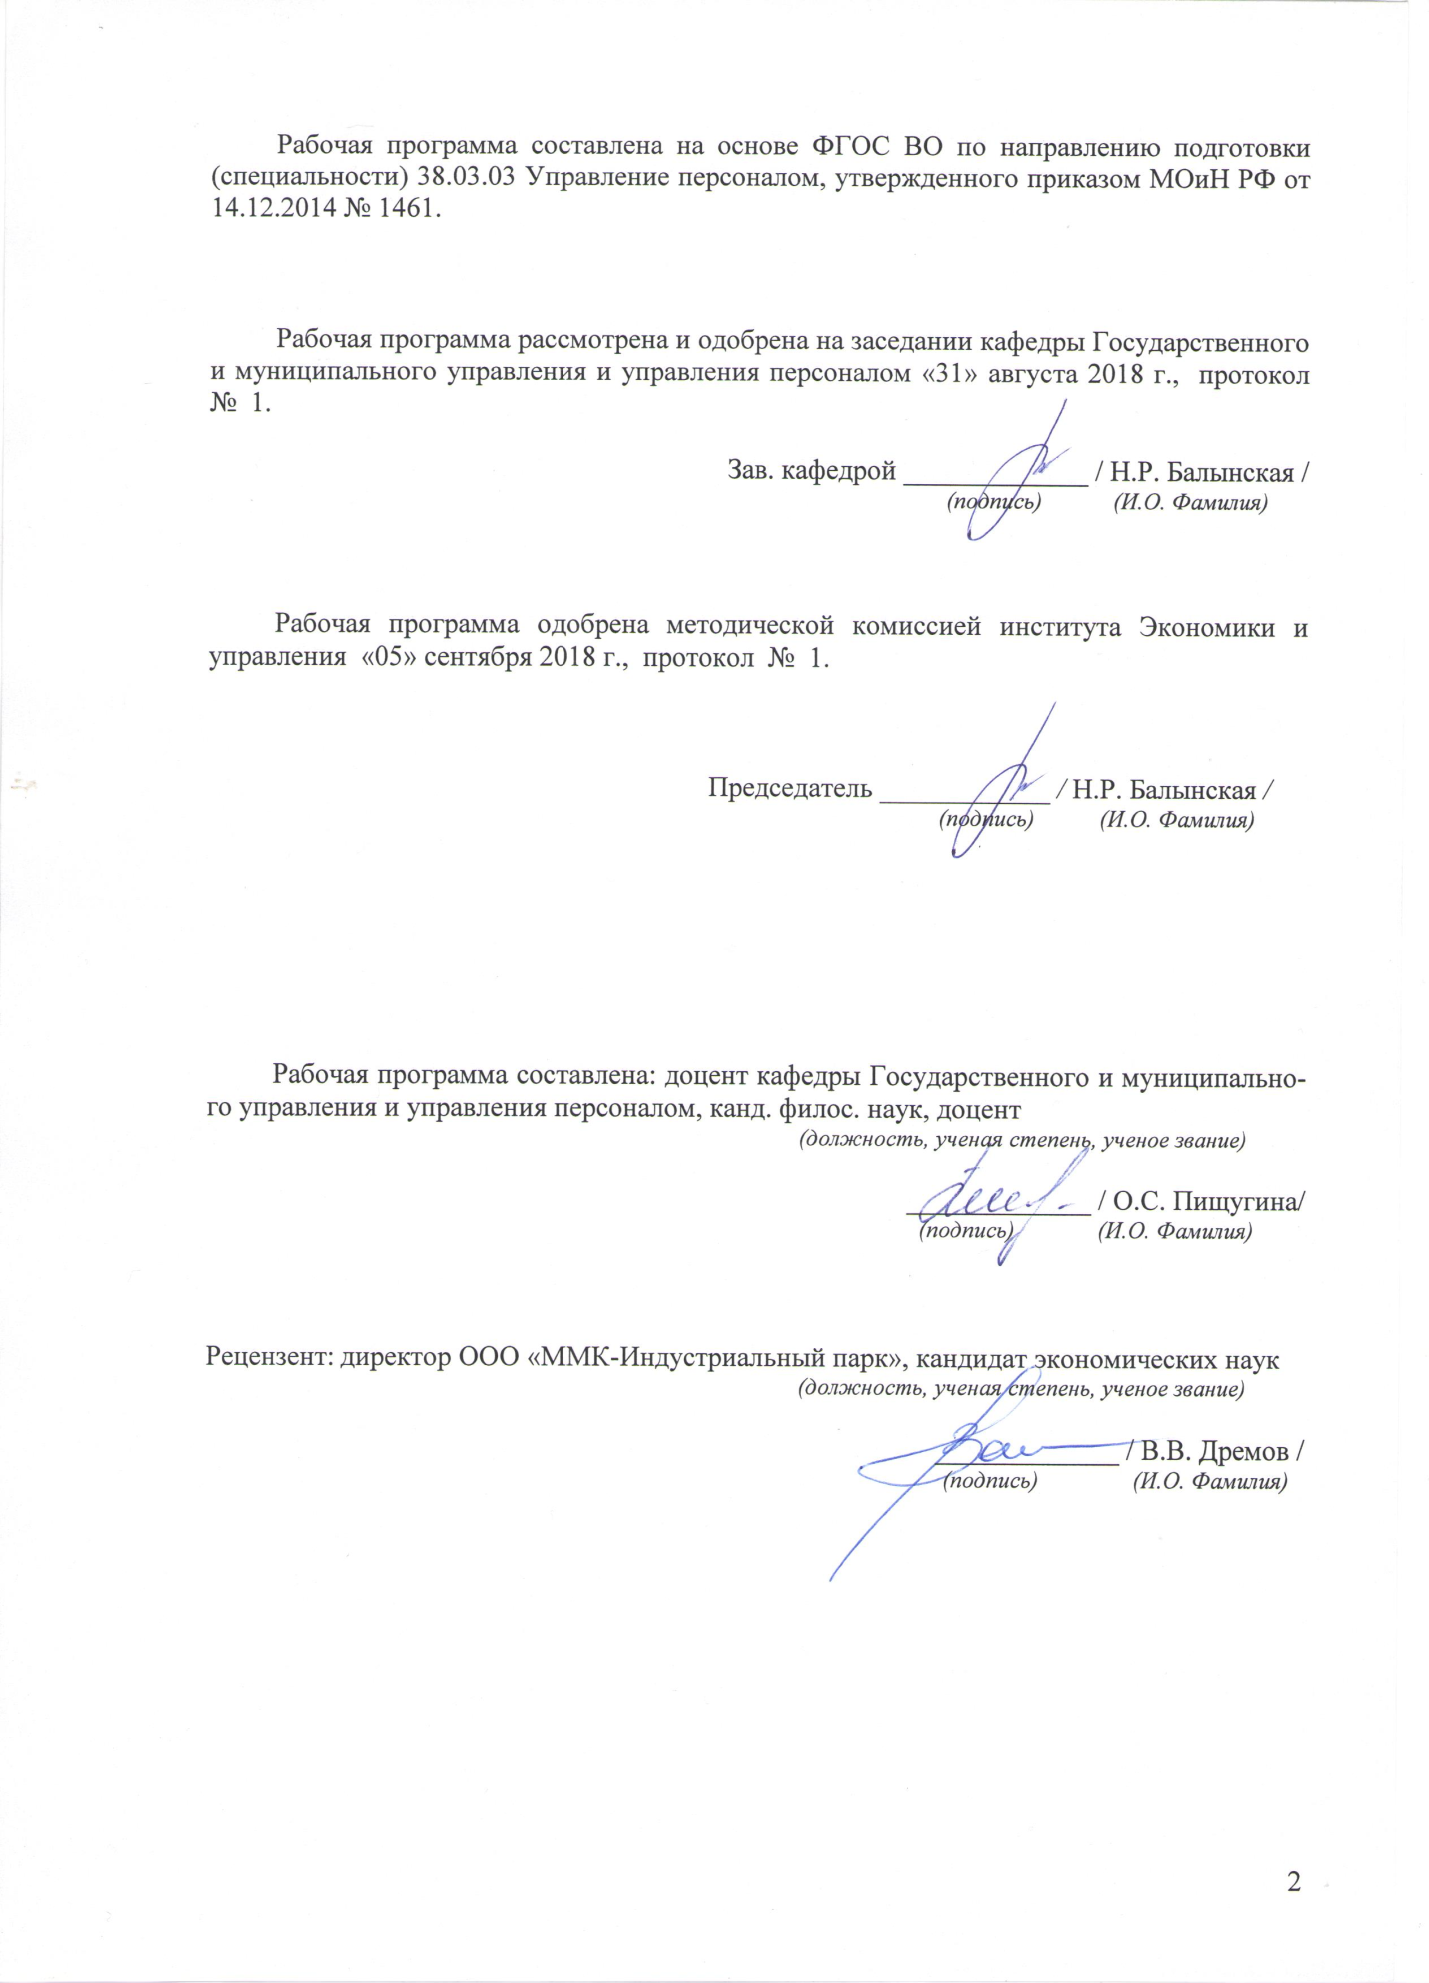 Рабочая программа составлена на основе ФГОС ВО по направлению подготовки
(специальности) 38.03.03 Управление персоналом, утвержденного приказом МОиН РФ от
14.12.2014 № 1461.
Рабочая программа рассмотрена и одобрена на заседании кафедры Государственного
и муниципального управления и управления персоналом «31» августа 2018 г., протокол
№ 1.
Зав. кафедрой _____________ / Н.Р. Балынская /
(подпись) (И.О. Фамилия)
Рабочая программа одобрена методической комиссией института Экономики и
управления «05» сентября 2018 г., протокол № 1.
Председатель ____________ / Н.Р. Балынская /
(подпись) (И.О. Фамилия)
Рабочая программа составлена: доцент кафедры Государственного и муниципально-
го управления и управления персоналом, канд. филос. наук, доцент
(должность, ученая степень, ученое звание)
_____________ / О.С. Пищугина/
(подпись) (И.О. Фамилия)
Рецензент: директор ООО «ММК-Индустриальный парк», кандидат экономических наук
(должность, ученая степень, ученое звание)
_____________ / В.В. Дремов /
(подпись) (И.О. Фамилия)
2